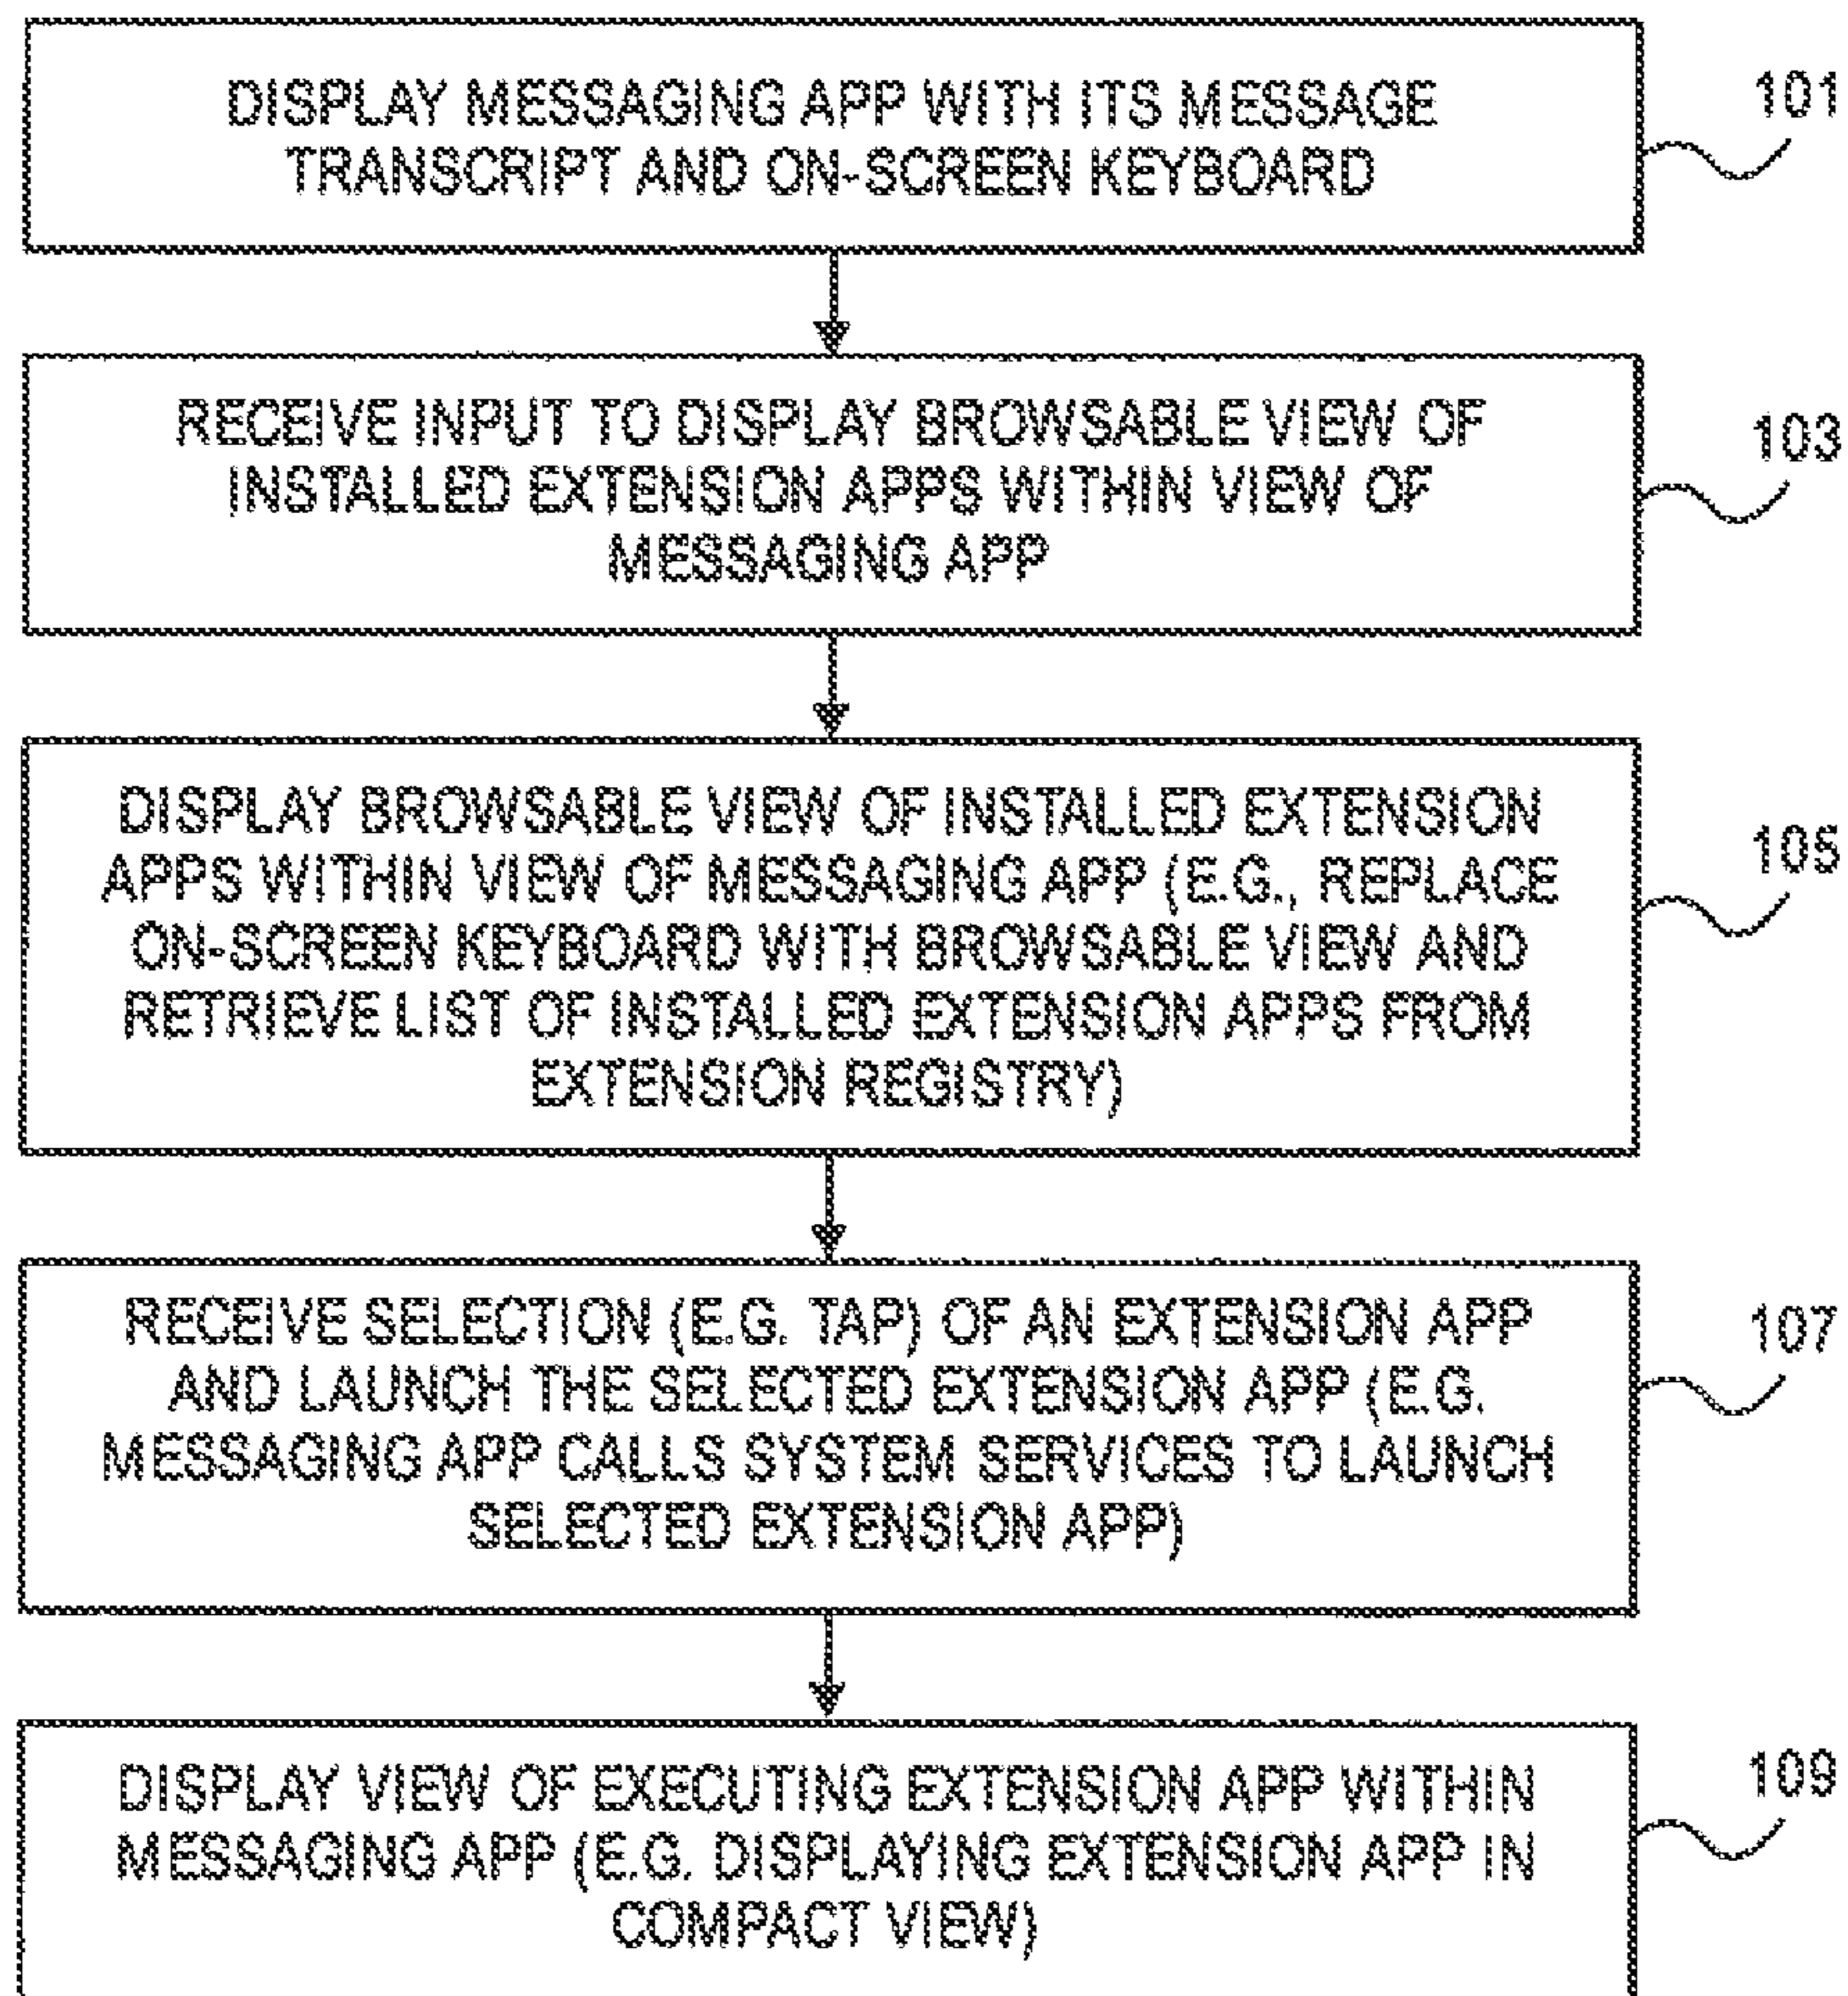 DISPLAY MESSAGING APP WITH ITS MESSAGE
TRANSCRIPT AND ON-SCREEN KEYBOARD
101
RECEIVE INPUT TO DISPLAY BROWSABLE VIEW OF
INSTALLED EXTENSION APPS WITHIN VIEW OF
MESSAGING APP
103
DISPLAY BROWSABLE VIEW OF INSTALLED EXTENSION
APPS WITHIN VIEW OF MESSAGING APP (E.G., REPLACE
ON-SCREEN KEYBOARD WITH BROWSABLE VIEW AND
RETRIEVE LIST OF INSTALLED EXTENSION APPS FROM
EXTENSION REGISTRY)
105
RECEIVE SELECTION (E.G. TAP) OF AN EXTENSION APP
AND LAUNCH THE SELECTED EXTENSION APP (E.G.
MESSAGING APP CALLS SYSTEM SERVICES TO LAUNCH
SELECTED EXTENSION APP)
107
DISPLAY VIEW OF EXECUTING EXTENSION APP WITHIN
MESSAGING APP (E.G. DISPLAYING EXTENSION APP IN
COMPACT VIEW)
109